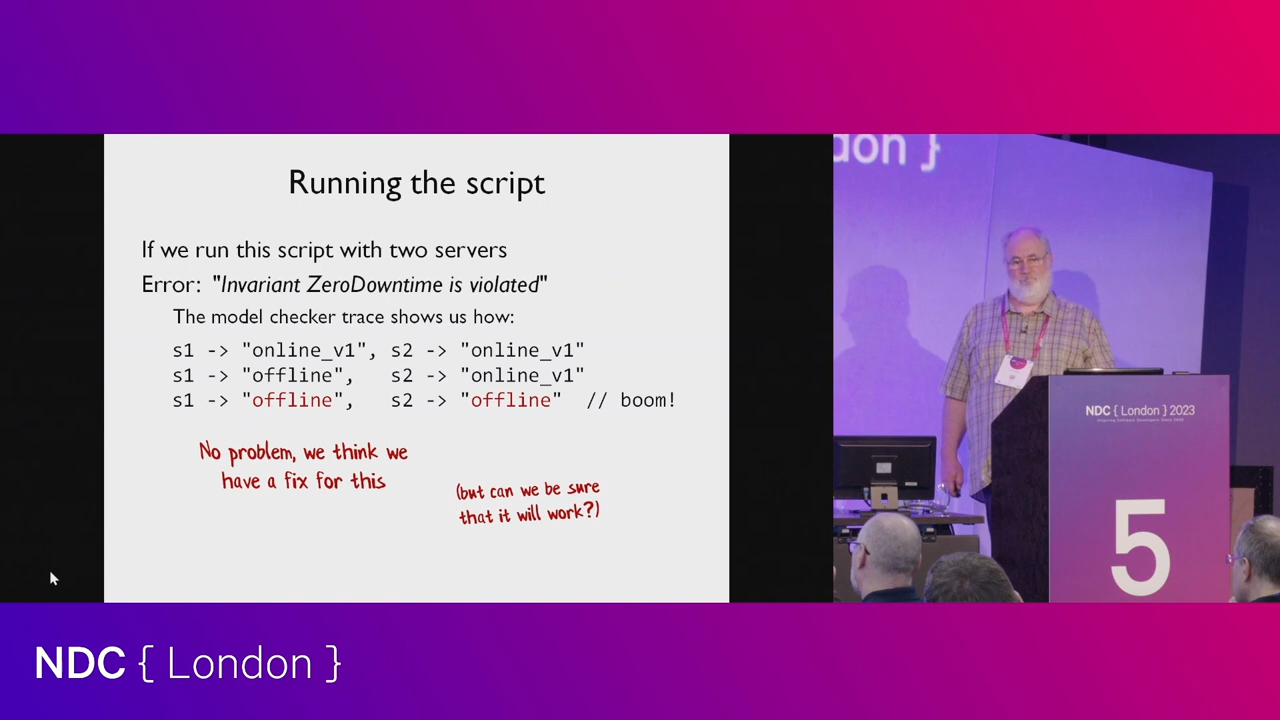 don }
Running the script
If we run this script with two servers
Error: "Invariant ZeroDowntime is violated"
The model checker trace shows us how:
s1 -> "online_v1", s2 -> "online_v1"
s1 -> "offline", s2 -> "online_v1"
s1 -> "offline", s2 -> "offline" // boom!
No problem, we think we
have a fix for this
(but can we be sure
that it will work?)
NDC { London } 2023
5
NDC { London }